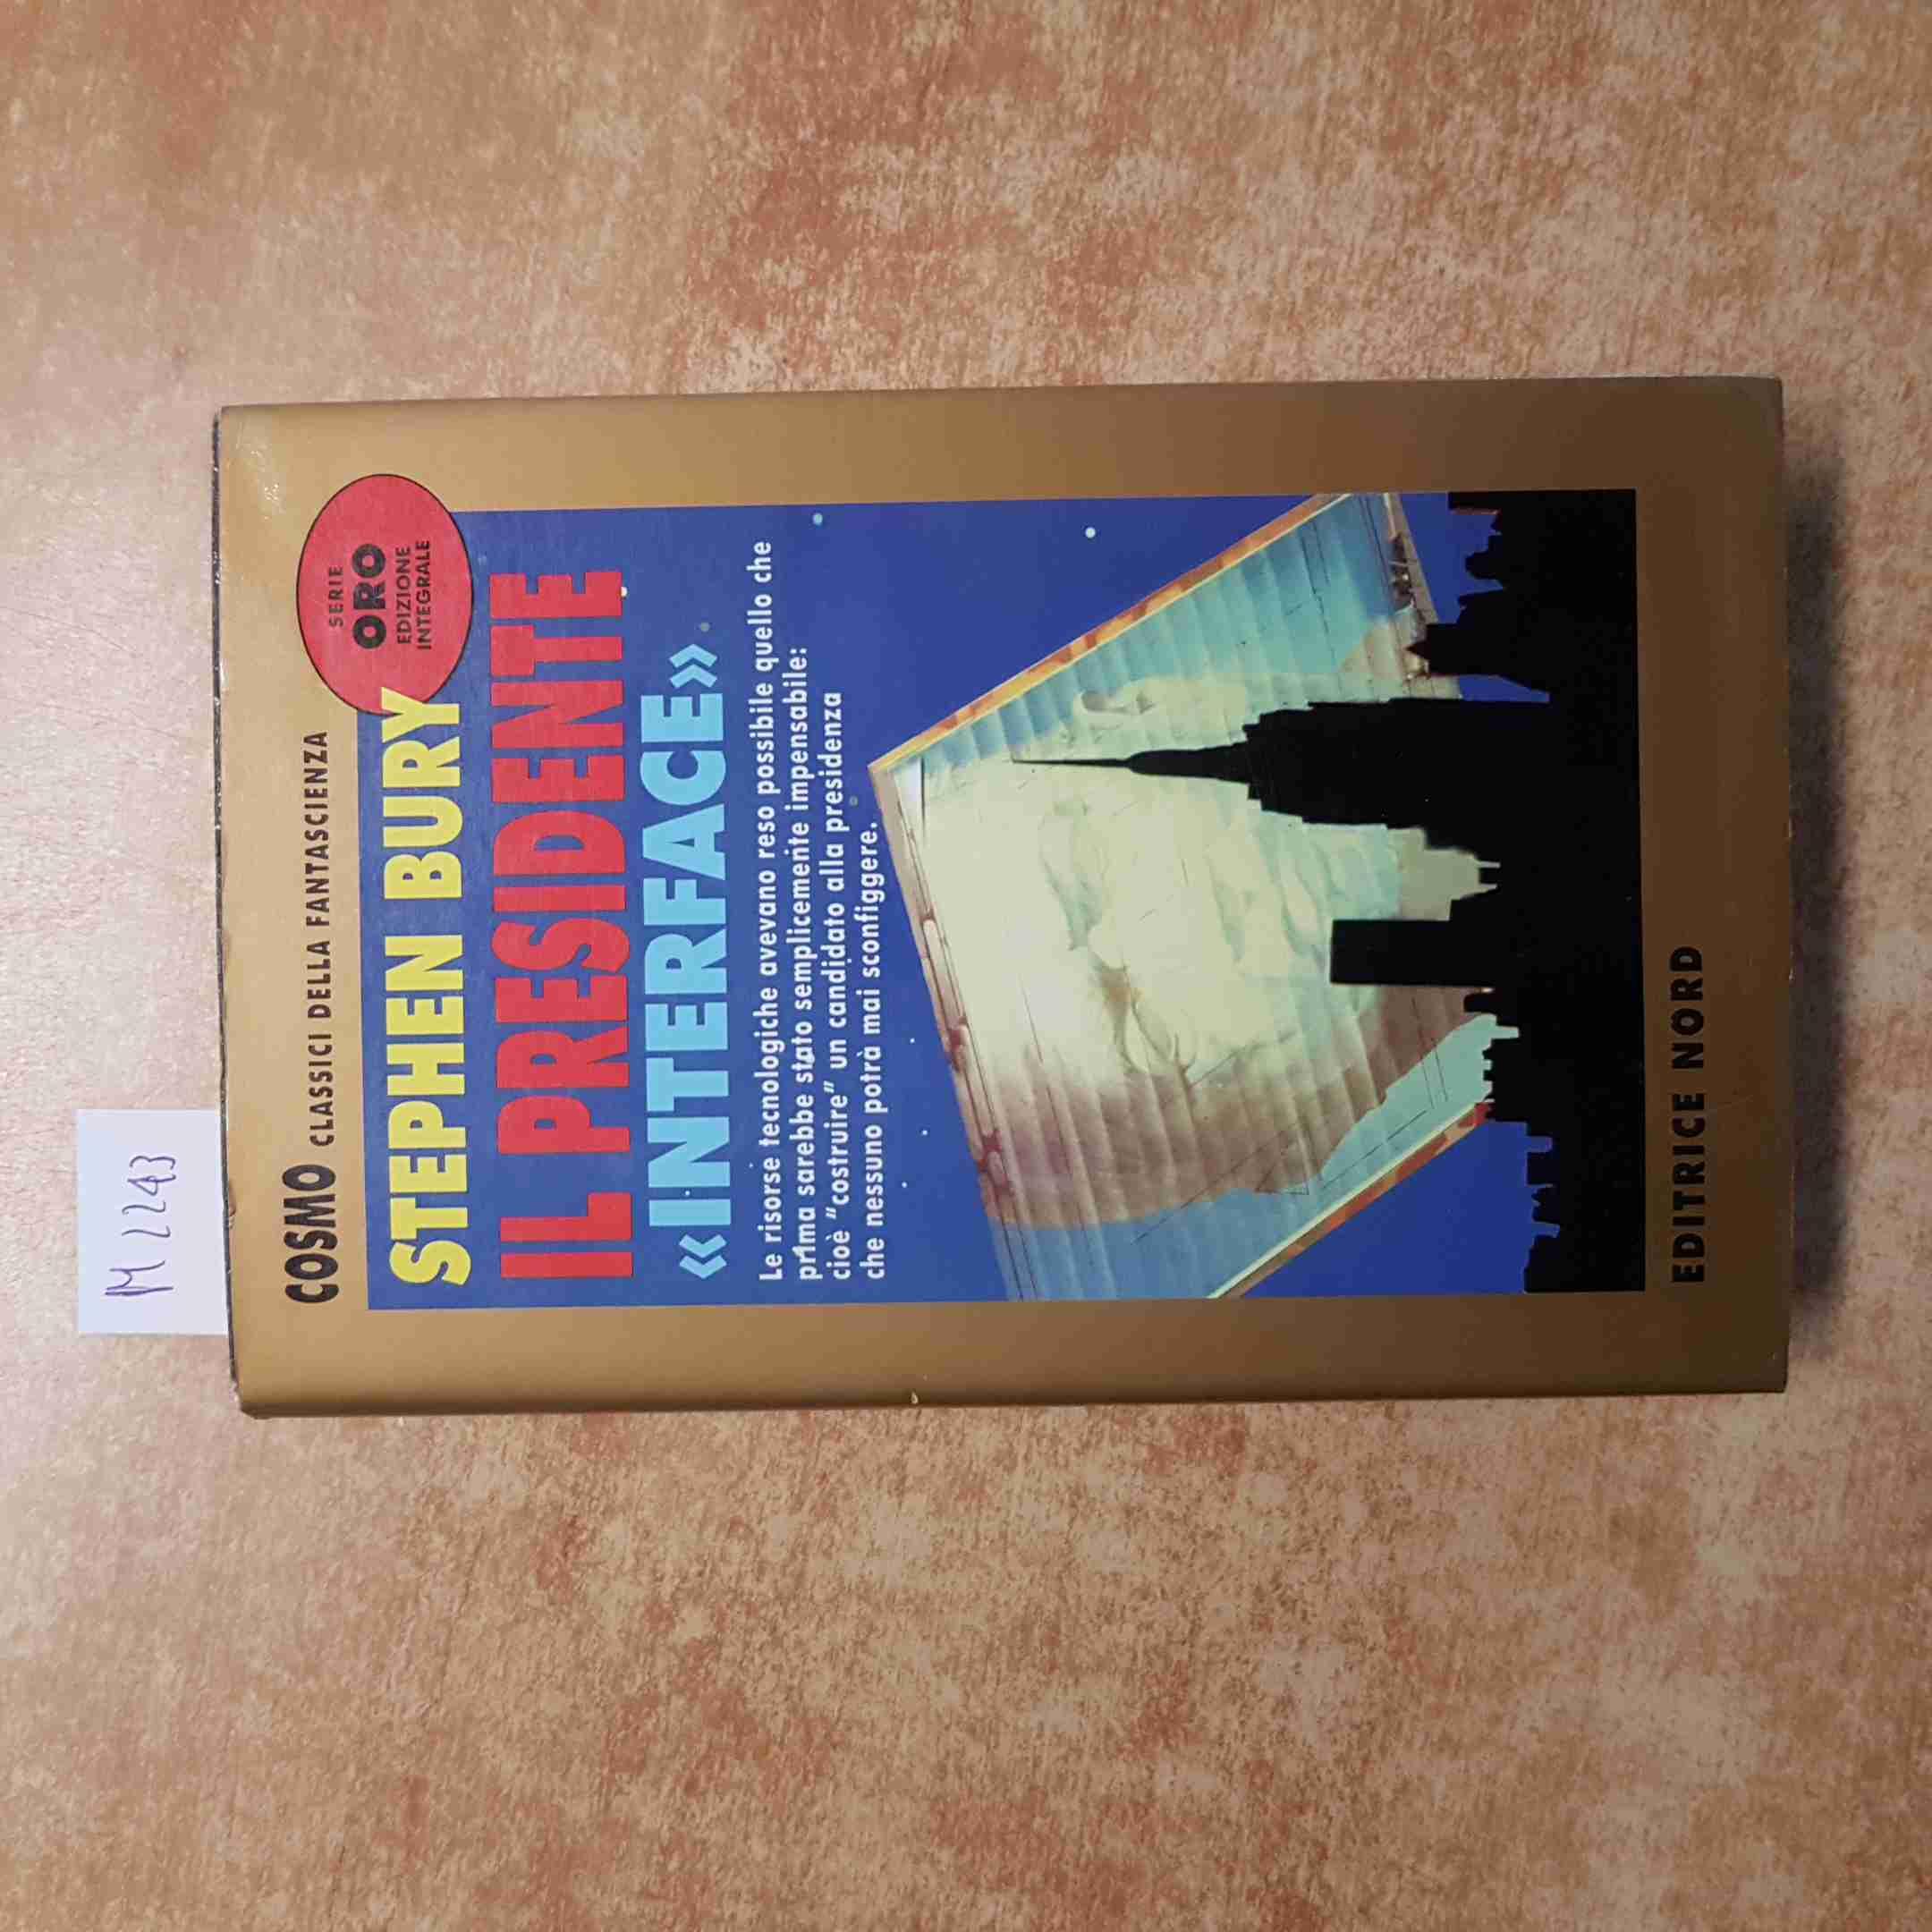 M 2243
COSMO CLASSICI DELLA FANTASCIENZA
SERIE
ORO
EDIZIONE
INTEGRALE
STEPHEN BURY
IL PRESIDENTE
«INTERFACE»
Le risorse tecnologiche avevano reso possibile quello che
prima sarebbe stato semplicemente impensabile:
cioè "costruire" un candidato alla presidenza
che nessuno potrà mai sconfiggere.
EDITRICE NORD